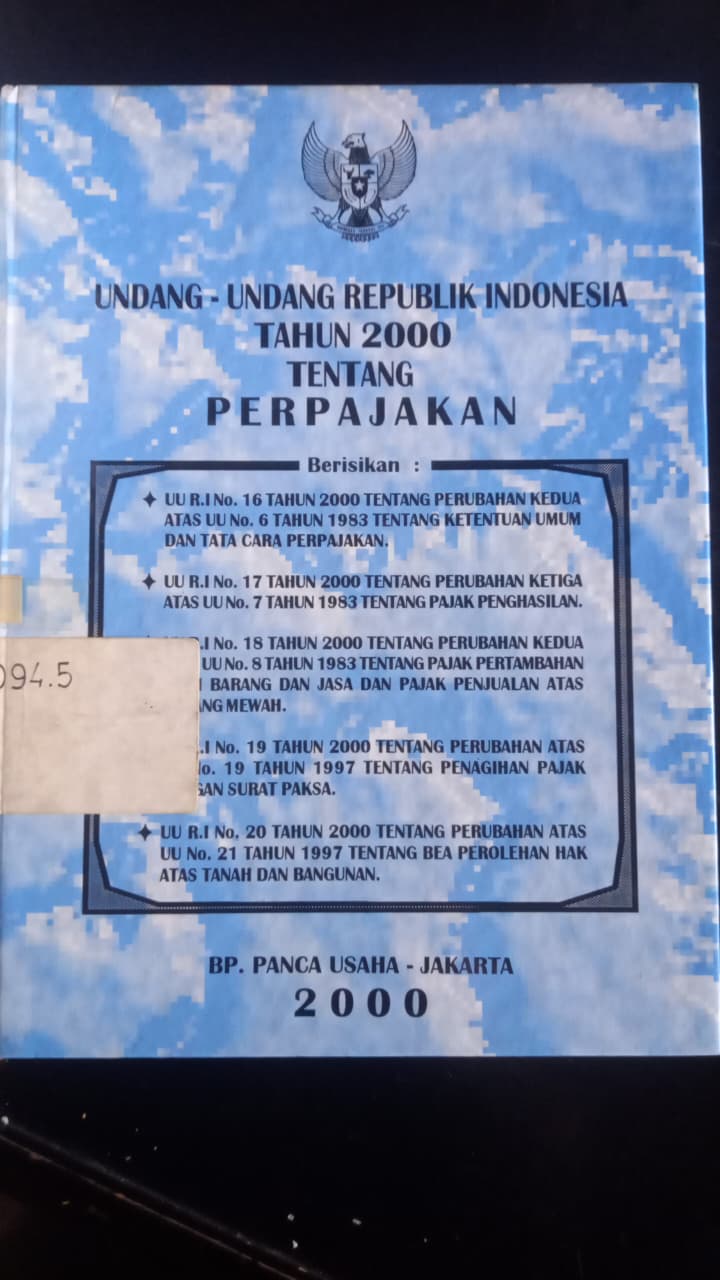 UNDANG - UNDANG REPUBLIK INDONESIA
TAHUN 2000
TENTANG
PERPAJAKAN
Berisikan :
UU R.I No. 16 TAHUN 2000 TENTANG PERUBAHAN KEDUA
ATAS UU No. 6 TAHUN 1983 TENTANG KETENTUAN UMUM
DAN TATA CARA PERPAJAKAN.
UU R.I No. 17 TAHUN 2000 TENTANG PERUBAHAN KETIGA
ATAS UU No. 7 TAHUN 1983 TENTANG PAJAK PENGHASILAN.
.I No. 18 TAHUN 2000 TENTANG PERUBAHAN KEDUA
UU No. 8 TAHUN 1983 TENTANG PAJAK PERTAMBAHAN
094.5
BARANG DAN JASA DAN PAJAK PENJUALAN ATAS
NG MEWAH.
.I No. 19 TAHUN 2000 TENTANG PERUBAHAN ATAS
o. 19 TAHUN 1997 TENTANG PENAGIHAN PAJAK
GAN SURAT PAKSA.
UU R.I No. 20 TAHUN 2000 TENTANG PERUBAHAN ATAS
UU No. 21 TAHUN 1997 TENTANG BEA PEROLEHAN HAK
ATAS TANAH DAN BANGUNAN.
BP. PANCA USAHA - JAKARTA
2000